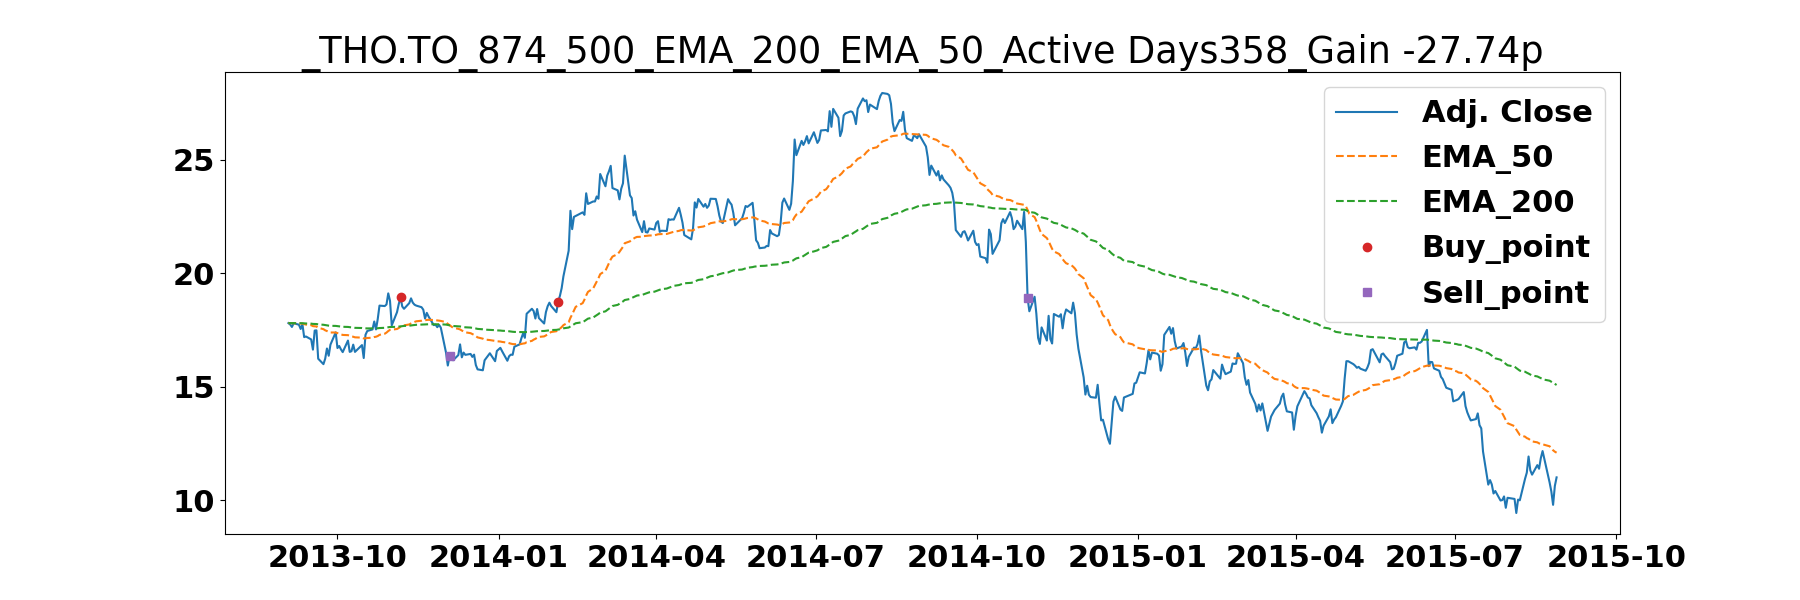 _THO.TO_874_500_EMA_200_EMA_50_Active Days358_Gain -27.74p
Adj. Close
EMA_50
EMA_200
Buy_point
Sell_point
25
20
15
10
2013-10 2014-01 2014-04 2014-07 2014-10 2015-01 2015-04 2015-07 2015-10